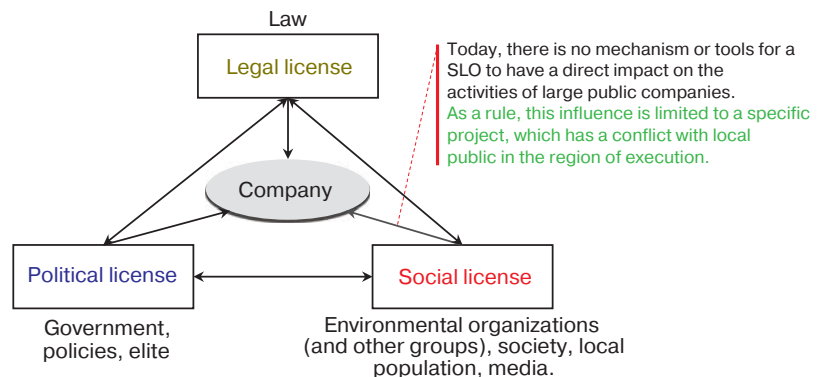 Law
Legal license
Today, there is no mechanism or tools for a
SLO to have a direct impact on the
activities of large public companies.
As a rule, this influence is limited to a specific
project, which has a conflict with local
public in the region of execution.
Company
Political license
Social license
Government,
policies, elite
Environmental organizations
(and other groups), society, local
population, media.